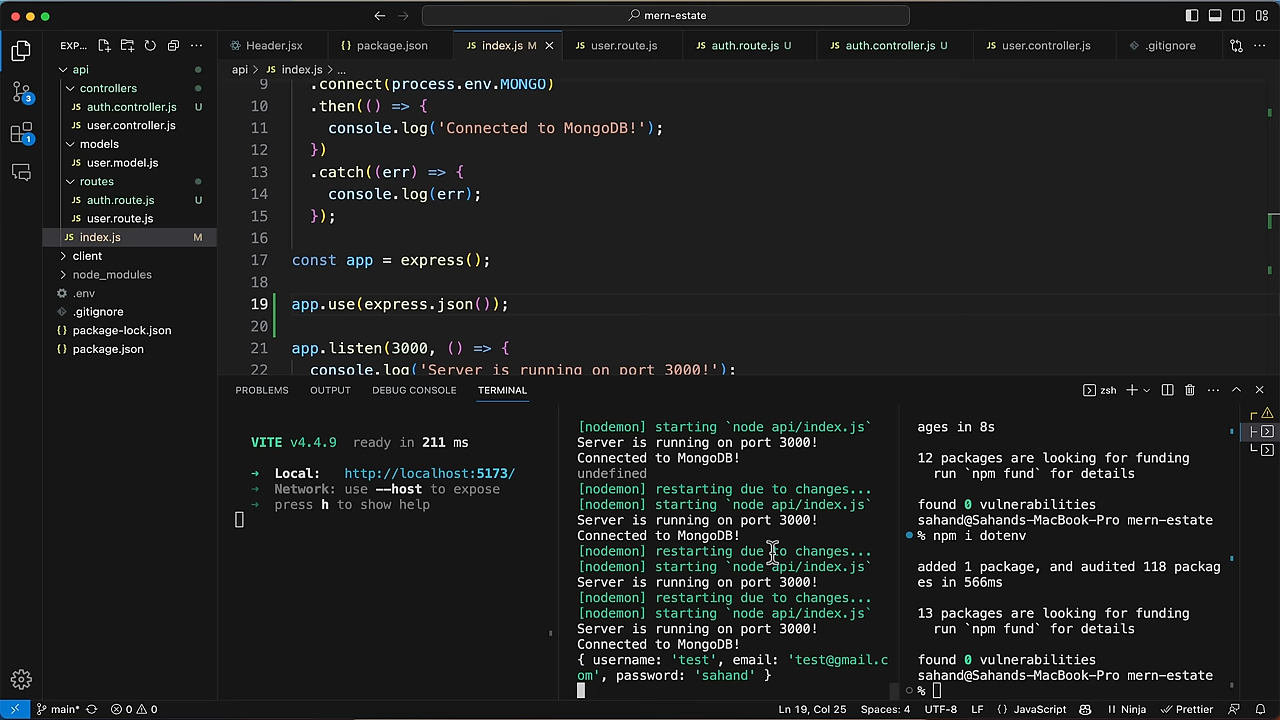 mern-estate
EXP...
Header.jsx
package.json
index.js M
user.route.js
auth.route.js U
auth.controller.js U
user.controller.js
.gitignore
api
controllers
auth.controller.js U
user.controller.js
models
user.model.js
routes
auth.route.js U
user.route.js
index.js M
client
node_modules
.env
.gitignore
package-lock.json
package.json
3
1
api > JS index.js > ...
9 .connect(process.env.MONGO)
10 .then(() => {
11 console.log('Connected to MongoDB!');
12 })
13 .catch((err) => {
14 console.log(err);
15 });
16
17 const app = express();
18
19 app.use(express.json());
20
21 app.listen(3000, () => {
22 console.log('Server is running on port 3000!');
PROBLEMS OUTPUT DEBUG CONSOLE TERMINAL
zsh
VITE v4.4.9 ready in 211 ms
→ Local: http://localhost:5173/
→ Network: use --host to expose
→ press h to show help
[nodemon] starting `node api/index.js`
Server is running on port 3000!
Connected to MongoDB!
undefined
[nodemon] restarting due to changes...
[nodemon] starting `node api/index.js`
Server is running on port 3000!
Connected to MongoDB!
[nodemon] restarting due to changes...
[nodemon] starting `node api/index.js`
Server is running on port 3000!
[nodemon] restarting due to changes...
[nodemon] starting `node api/index.js`
Server is running on port 3000!
Connected to MongoDB!
{ username: 'test', email: 'test@gmail.c
om', password: 'sahand' }
ages in 8s
12 packages are looking for funding
run `npm fund` for details
found 0 vulnerabilities
sahand@Sahands-MacBook-Pro mern-estate
% npm i dotenv
added 1 package, and audited 118 packag
es in 566ms
13 packages are looking for funding
run `npm fund` for details
found 0 vulnerabilities
sahand@Sahands-MacBook-Pro mern-estate
%
main* 0 0 Ln 19, Col 25 Spaces: 4 UTF-8 LF {} JavaScript Ninja Prettier